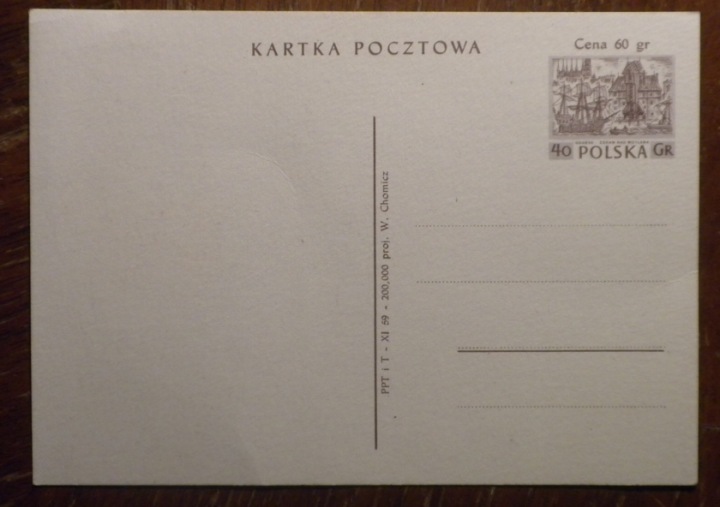 KARTKA POCZTOWA
Cena 60 gr
40 POLSKA GR
PPT i T - XI 59 - 200.000 proj. W. Chomicz